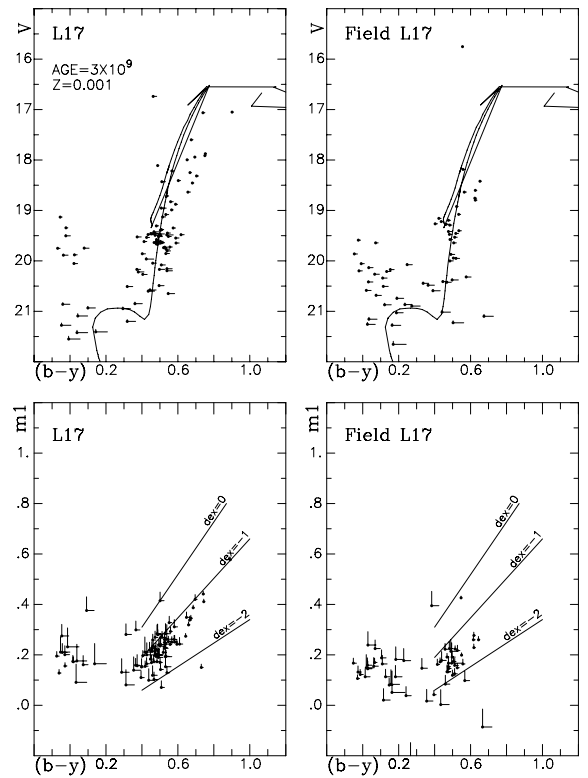 V
15
16
17
18
19
20
21
L17
AGE=3X10^9
Z=0.001
(b-y) 0.2 0.6 1.0
V
15
16
17
18
19
20
21
Field L17
(b-y) 0.2 0.6 1.0
m1
1.
.8
.6
.4
.2
.0
L17
dex=0
dex=-1
dex=-2
(b-y) 0.2 0.6 1.0
m1
1.
.8
.6
.4
.2
.0
Field L17
dex=0
dex=-1
dex=-2
(b-y) 0.2 0.6 1.0